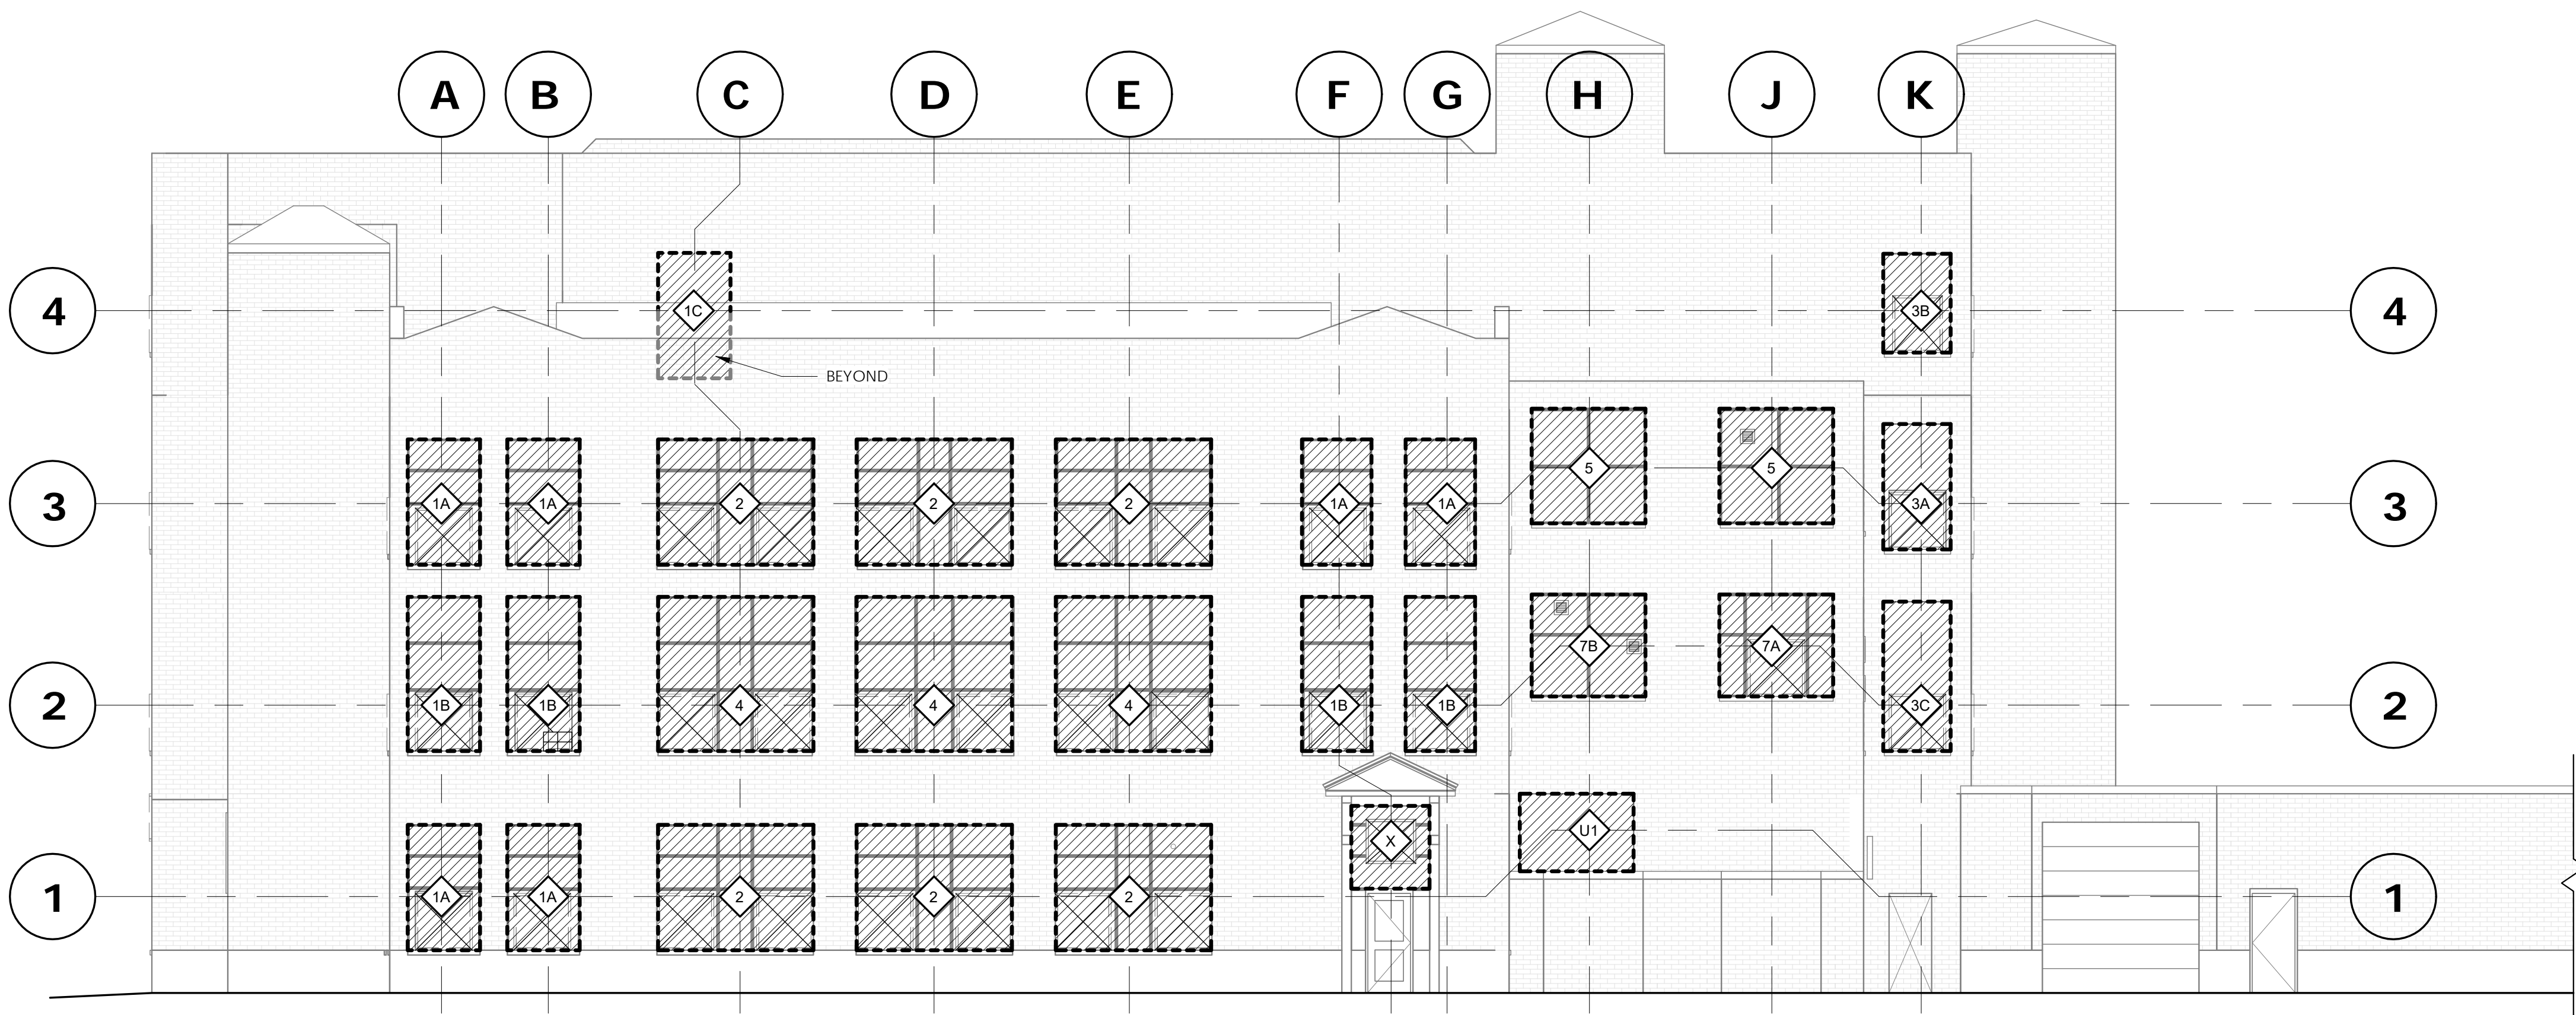 A B C D E F G H J K
4 1C 3B 4
BEYOND
5 5
3 1A 1A 2 2 2 1A 1A 3A 3
7B 7A
2 1B 1B 4 4 4 1B 1B 3C 2
U1
X
1 1A 1A 2 2 2 1